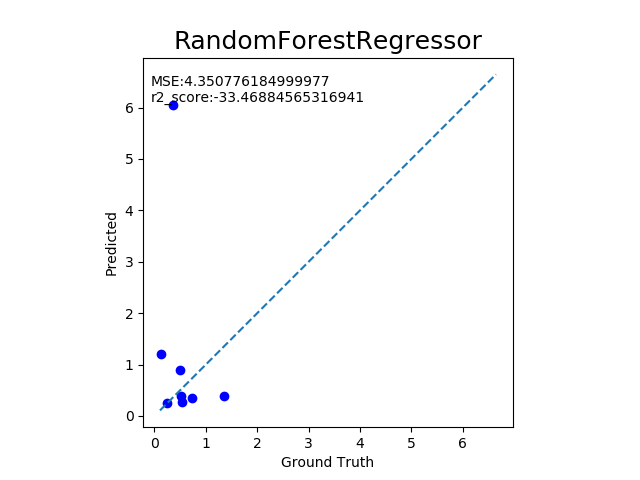 RandomForestRegressor
MSE:4.350776184999977
r2_score:-33.46884565316941
6
5
4
3
2
1
0
Predicted
0 1 2 3 4 5 6
Ground Truth